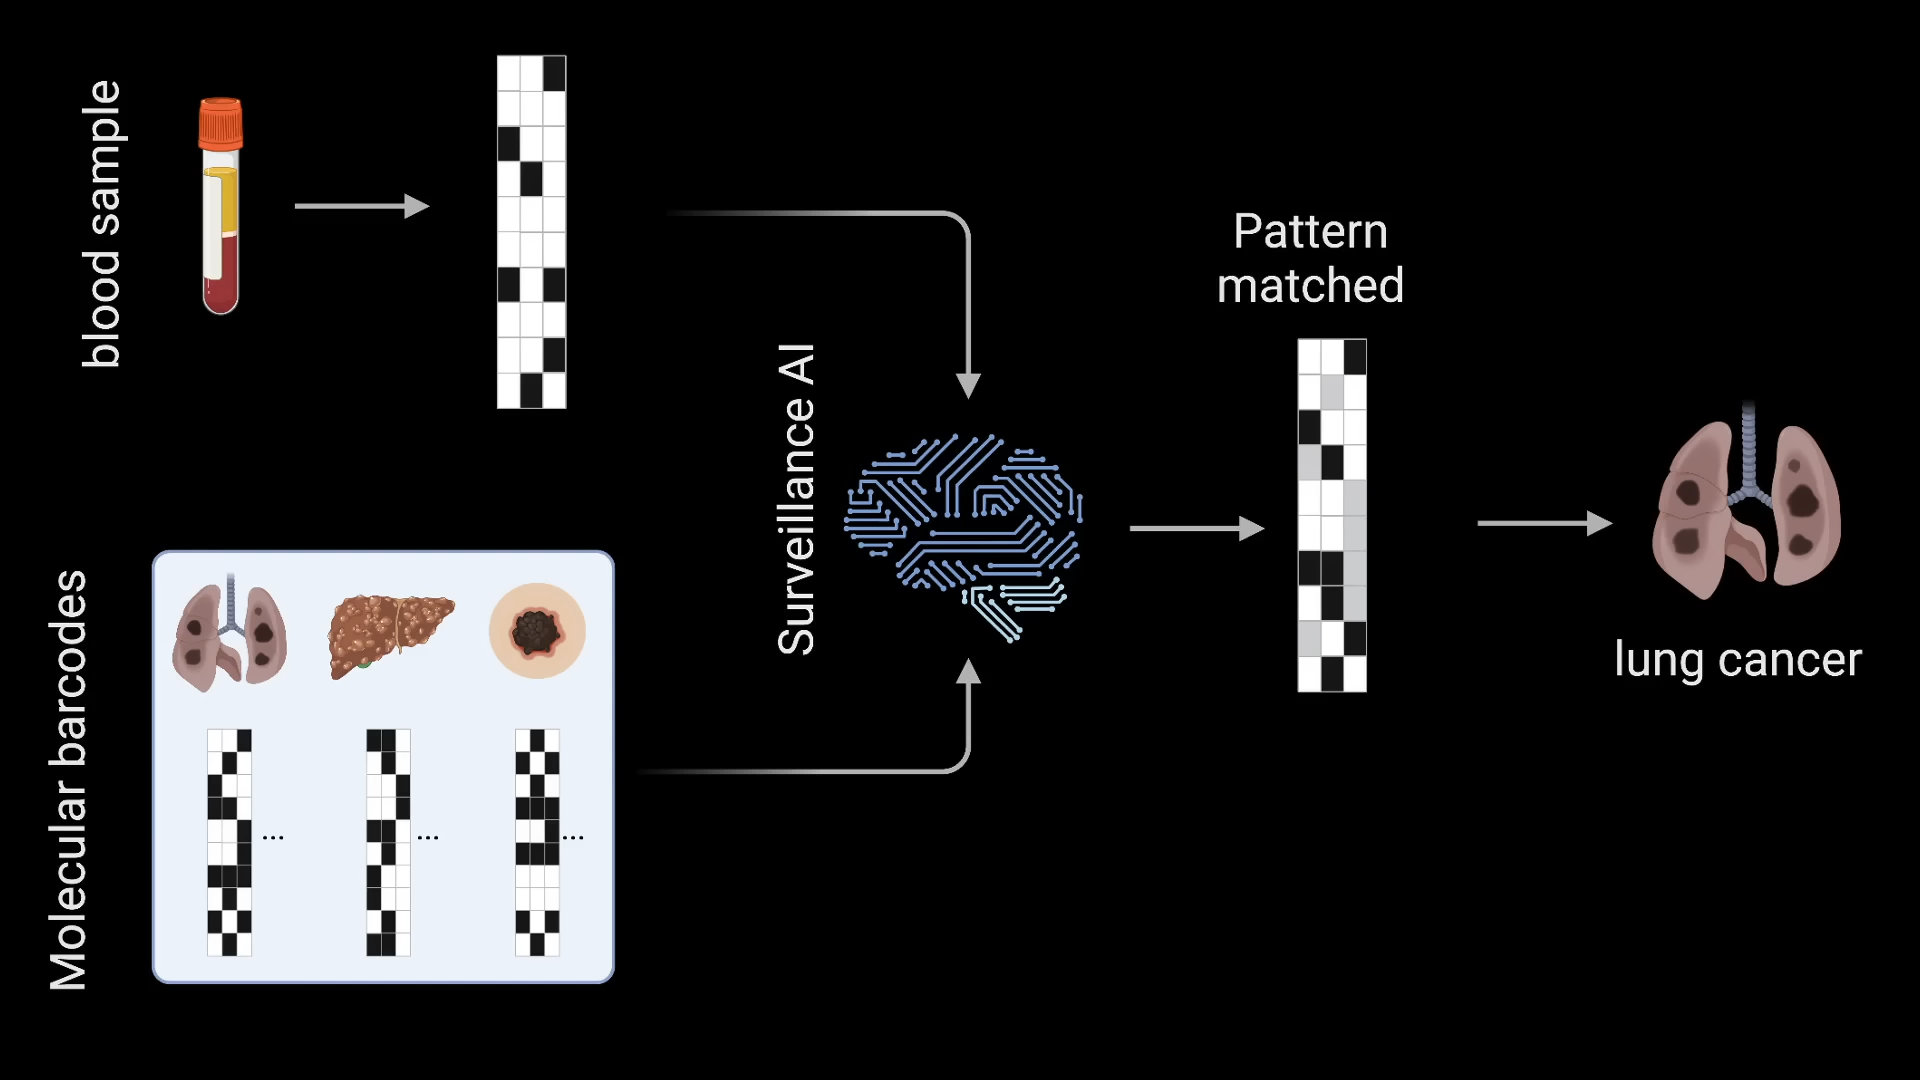 blood sample
Molecular barcodes
...
...
...
Surveillance AI
Pattern
matched
lung cancer